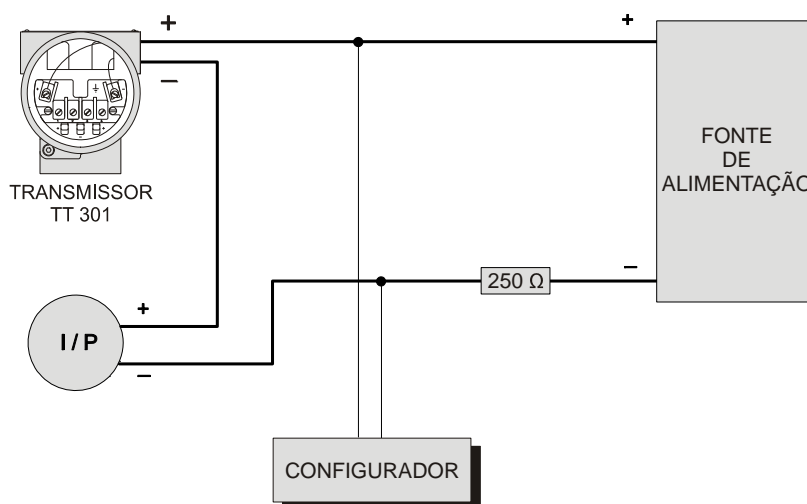 +
+
−
TRANSMISSOR
TT 301
FONTE
DE
ALIMENTAÇÃO
250 Ω
−
+
I / P
−
CONFIGURADOR